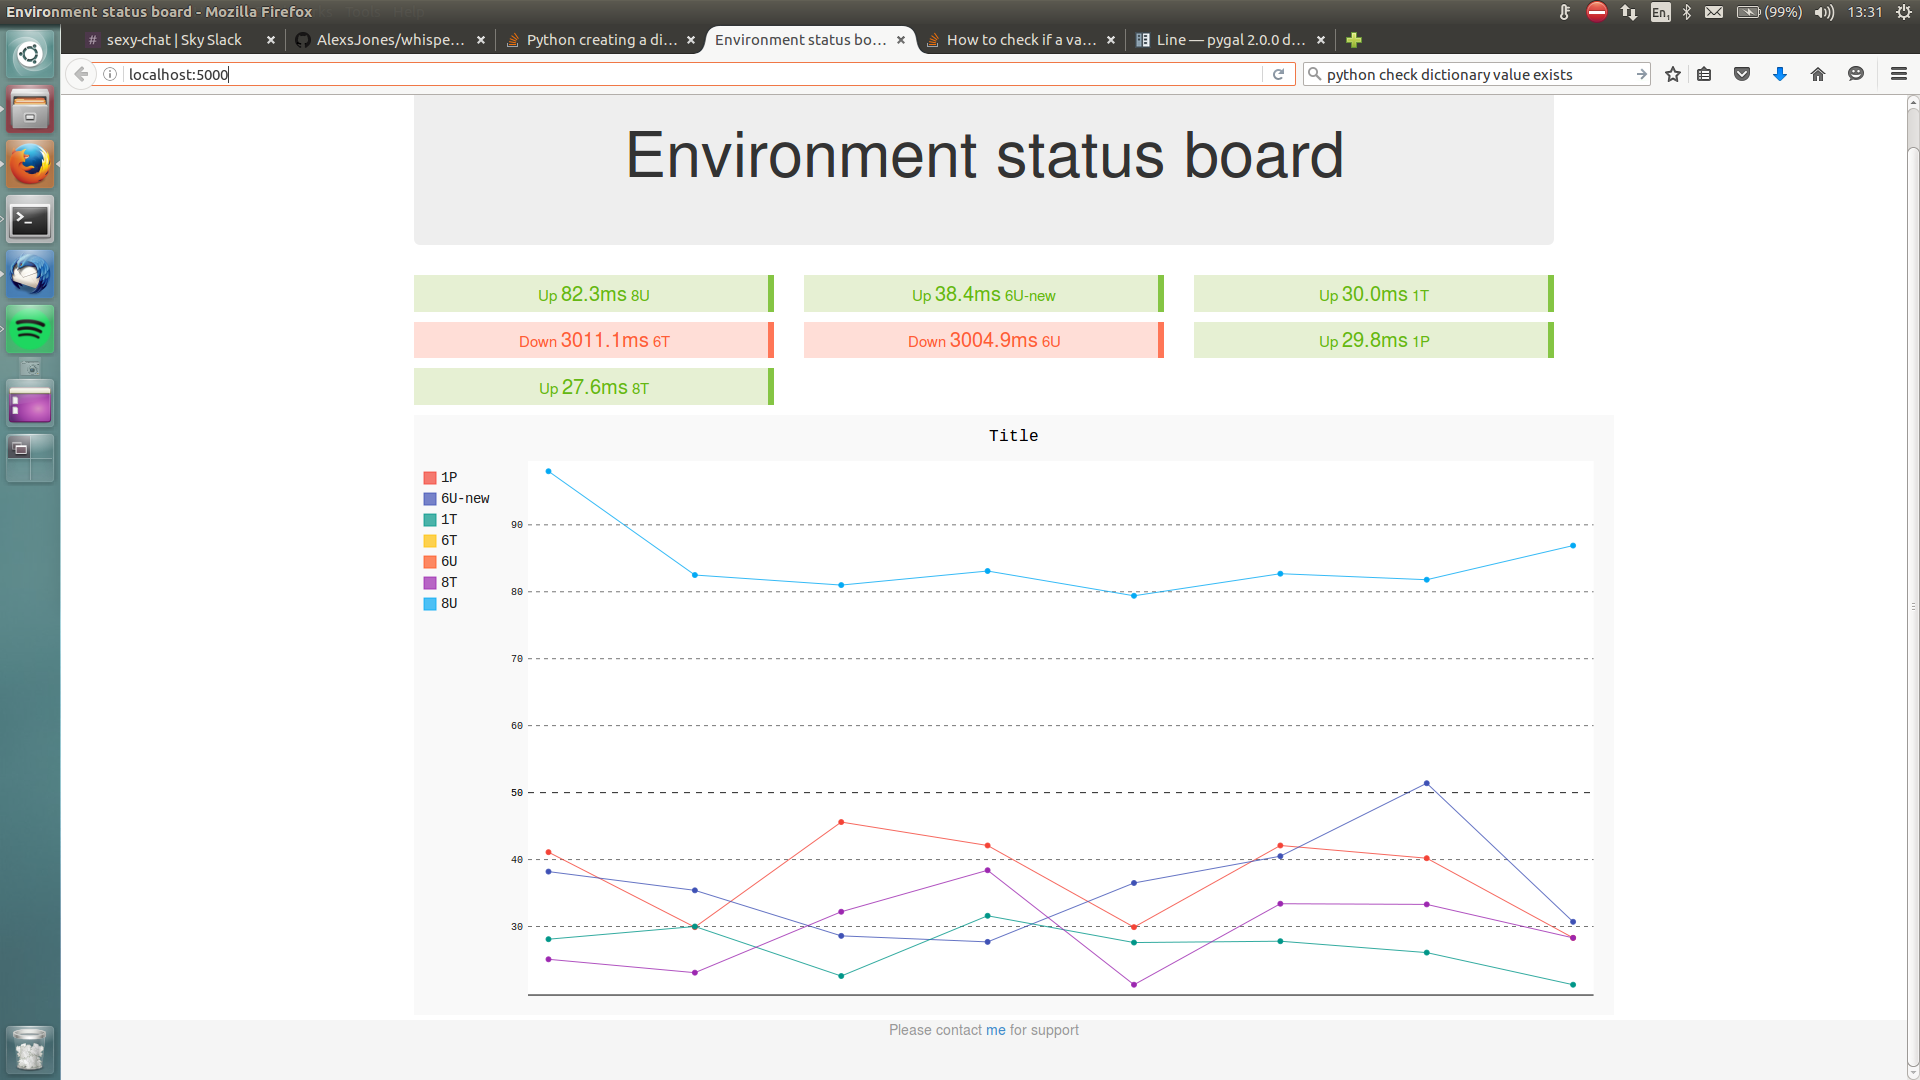 Environment status board - Mozilla Firefox
En1
(99%)
13:31
# sexy-chat | Sky Slack
AlexsJones/whispe...
Python creating a di...
Environment status bo...
How to check if a va...
Line — pygal 2.0.0 d...
localhost:5000
python check dictionary value exists
Environment status board
Up 82.3ms 8U
Up 38.4ms 6U-new
Up 30.0ms 1T
Down 3011.1ms 6T
Down 3004.9ms 6U
Up 29.8ms 1P
Up 27.6ms 8T
Title
1P
6U-new
1T
6T
6U
8T
8U
90
80
70
60
50
40
30
Please contact me for support